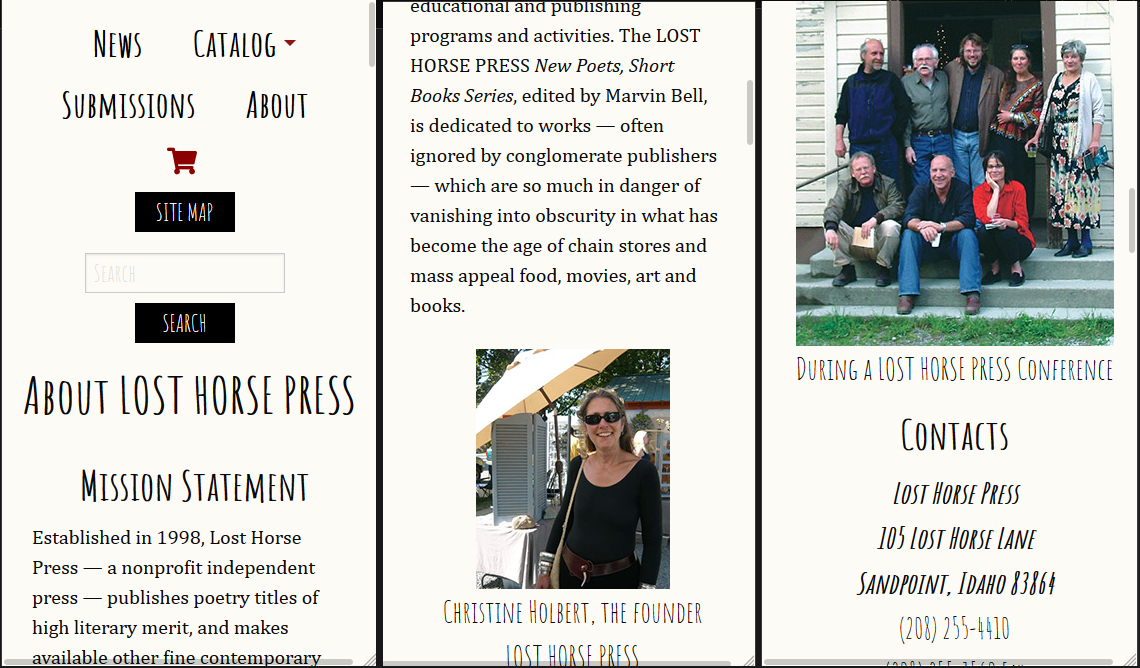 News Catalog
Submissions About
SITE MAP
Search
SEARCH
About LOST HORSE PRESS
Mission Statement
Established in 1998, Lost Horse
Press — a nonprofit independent
press — publishes poetry titles of
high literary merit, and makes
available other fine contemporary
educational and publishing
programs and activities. The LOST
HORSE PRESS New Poets, Short
Books Series, edited by Marvin Bell,
is dedicated to works — often
ignored by conglomerate publishers
— which are so much in danger of
vanishing into obscurity in what has
become the age of chain stores and
mass appeal food, movies, art and
books.
Christine Holbert, the founder
LOST HORSE PRESS
During a LOST HORSE PRESS Conference
Contacts
Lost Horse Press
105 Lost Horse Lane
Sandpoint, Idaho 83864
(208) 255-4410